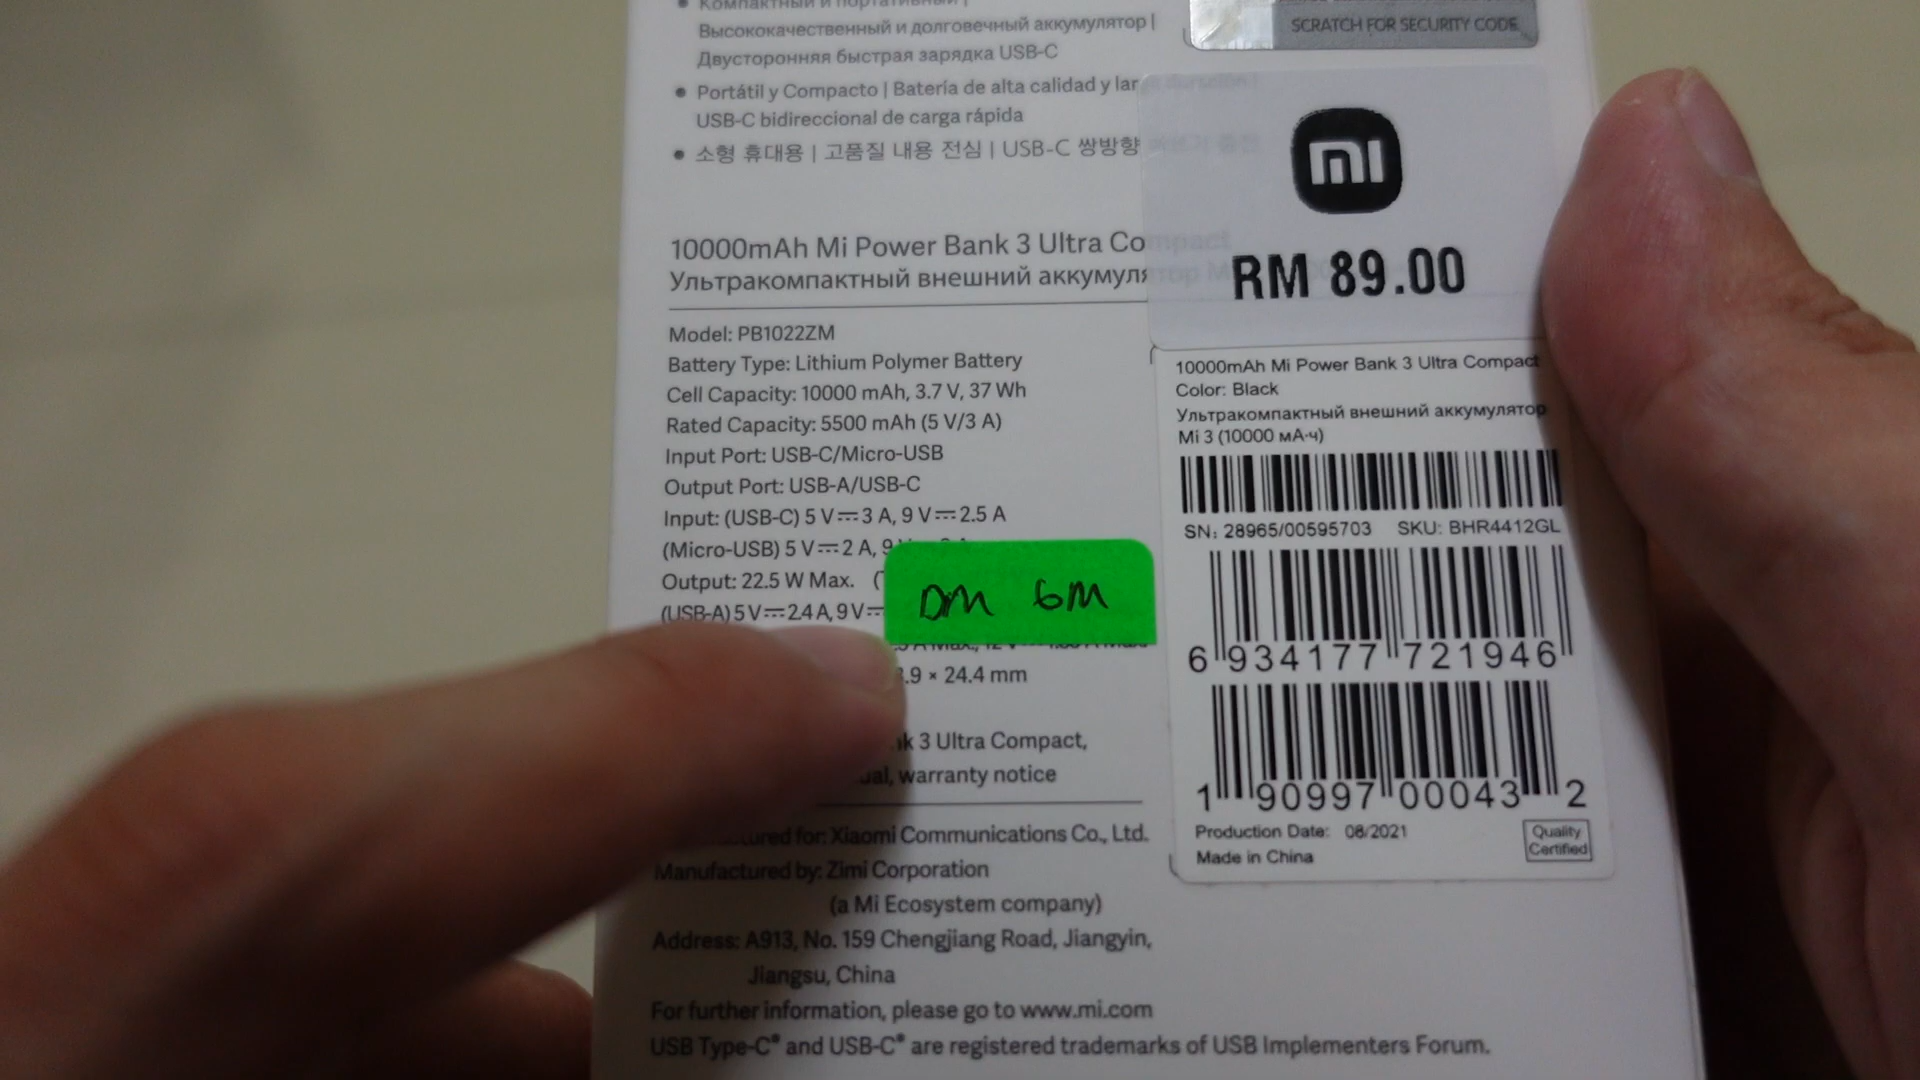 Высококачественный и долговечный аккумулятор |
Двусторонняя быстрая зарядка USB-C
• Portátil y Compacto | Batería de alta calidad y
USB-C bidireccional de carga rápida
• 소형 휴대용 | 고품질 내용 전심 | USB-C 쌍방향
10000mAh Mi Power Bank 3 Ultra Compact
Ультракомпактный внешний
Model: PB1022ZM
Battery Type: Lithium Polymer Battery
Cell Capacity: 10000 mAh, 3.7 V, 37 Wh
Rated Capacity: 5500 mAh (5 V/3 A)
Input Port: USB-C/Micro-USB
Output Port: USB-A/USB-C
Input: (USB-C) 5 V⎓3 A, 9 V⎓2.5 A
(Micro-USB) 5 V⎓2 A, 9
Output: 22.5 W Max.
(USB-A) 5 V⎓2.4 A, 9 V⎓
.9 × 24.4 mm
3 Ultra Compact,
warranty notice
for: Xiaomi Communications Co., Ltd.
Manufactured by: Zimi Corporation
(a Mi Ecosystem company)
Address: A913, No. 159 Chengjiang Road, Jiangyin,
Jiangsu, China
For further information, please go to www.mi.com
USB Type-C® and USB-C® are registered trademarks of USB Implementers Forum.
DM 6M
SCRATCH FOR SECURITY CODE
mi
RM 89.00
10000mAh Mi Power Bank 3 Ultra Compact
Color: Black
Ультракомпактный внешний аккумулятор
Mi 3 (10000 мА·ч)
SN: 28965/00595703 SKU: BHR4412GL
6 934177 721946
1 90997 00043 2
Production Date: 08/2021
Made in China
Quality
Certified